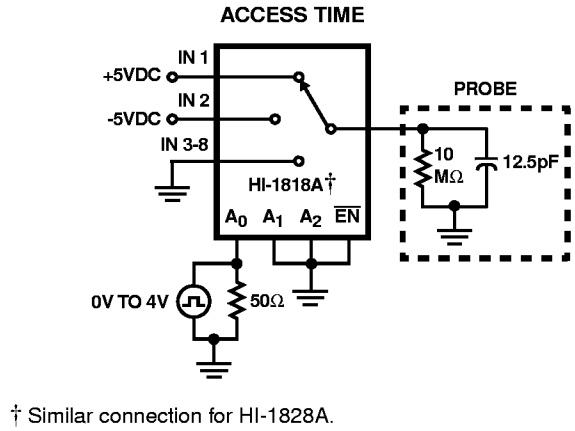 ACCESS TIME
IN 1
+5VDC
IN 2
-5VDC
IN 3-8
PROBE
10
MΩ
12.5pF
HI-1818A†
A0 A1 A2 EN
0V TO 4V
50Ω
† Similar connection for HI-1828A.